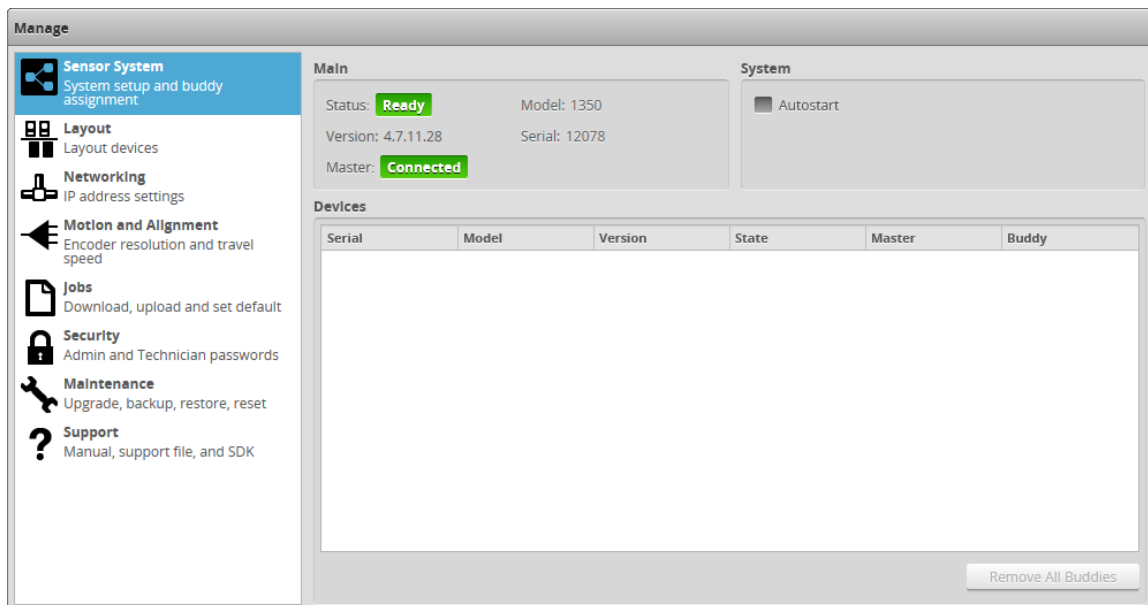 Manage
Sensor System
System setup and buddy
assignment
Layout
Layout devices
Networking
IP address settings
Motion and Alignment
Encoder resolution and travel
speed
Jobs
Download, upload and set default
Security
Admin and Technician passwords
Maintenance
Upgrade, backup, restore, reset
Support
Manual, support file, and SDK
Main
Status: Ready Model: 1350
Version: 4.7.11.28 Serial: 12078
Master: Connected
System
Autostart
Devices
Serial Model Version State Master Buddy
Remove All Buddies